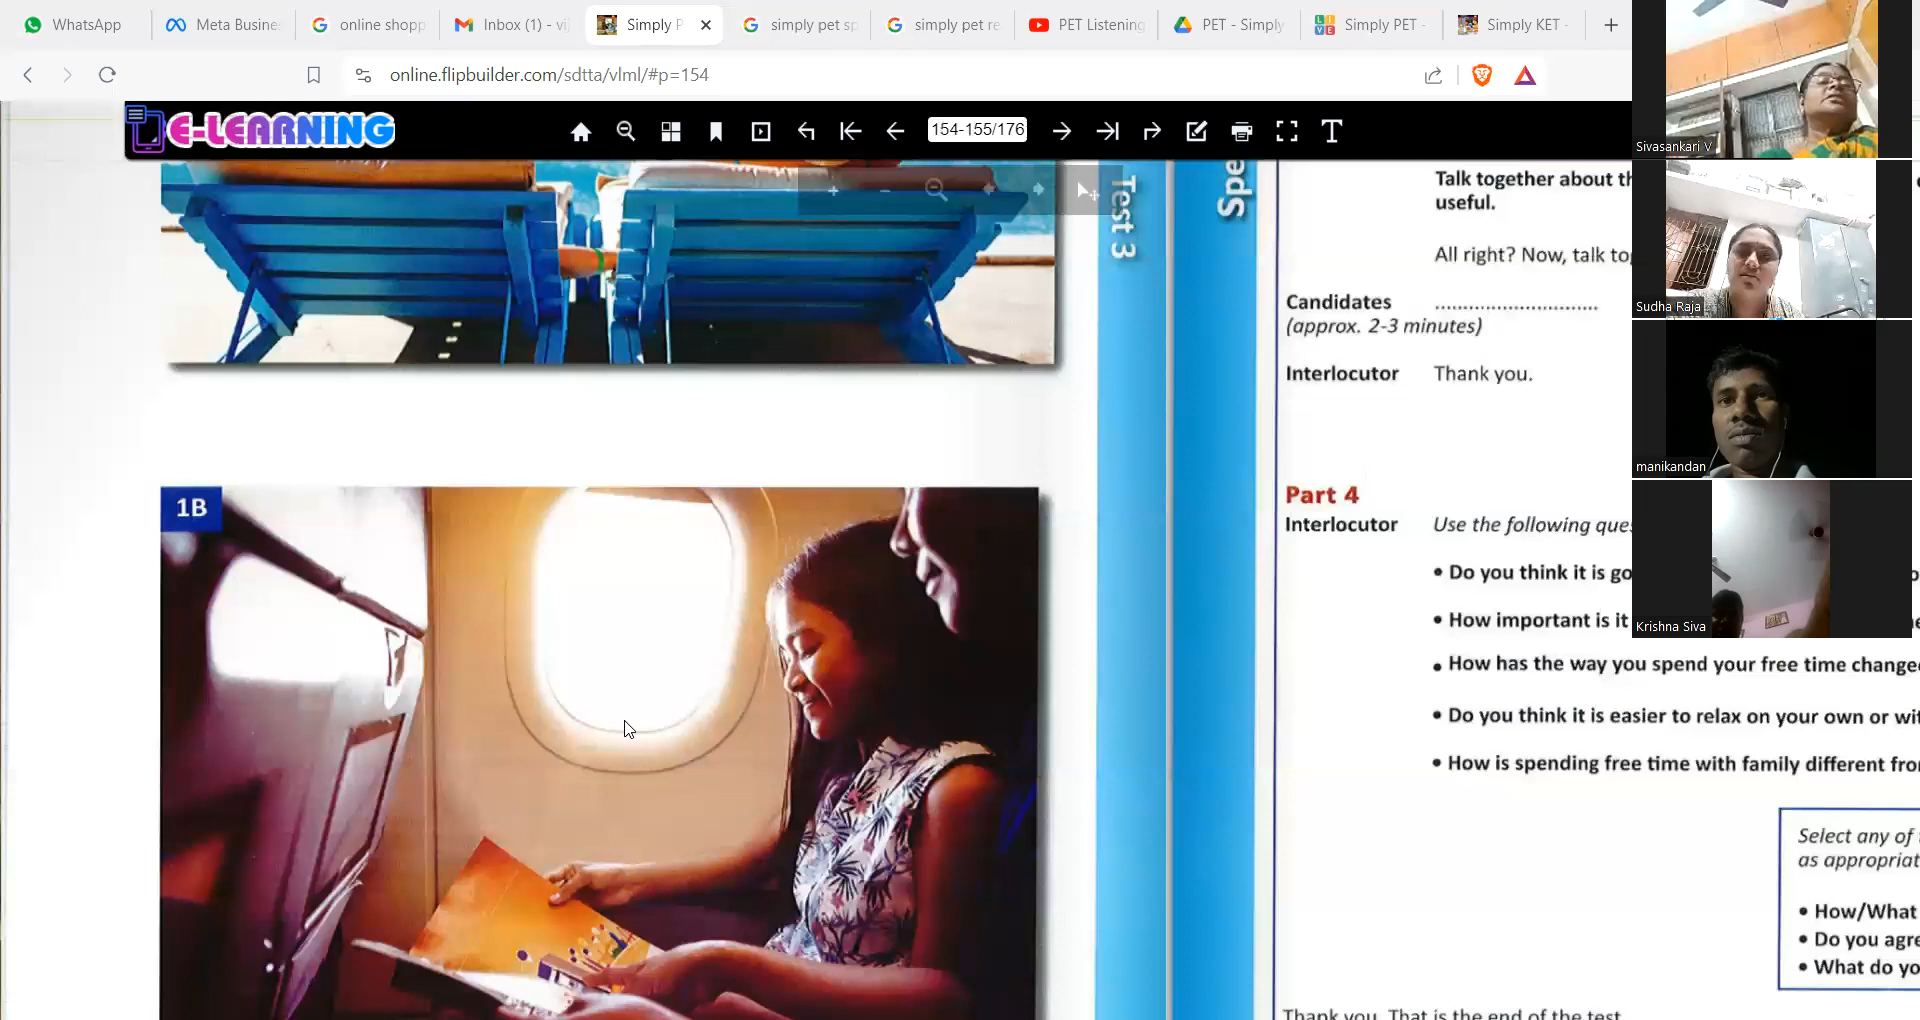 WhatsApp
Meta Busine
online shopp
Inbox (1) - vij
Simply P
simply pet sp
simply pet re
PET Listening
PET - Simply
Simply PET -
Simply KET -
online.flipbuilder.com/sdtta/vlml/#p=154
E-LEARNING
154-155/176
T
Test 3
Spe
Talk together about th
useful.
All right? Now, talk to
Candidates ..............................
(approx. 2-3 minutes)
Interlocutor Thank you.
1B
Part 4
Interlocutor Use the following que
• Do you think it is go
• How important is it
• How has the way you spend your free time change
• Do you think it is easier to relax on your own or wi
• How is spending free time with family different fro
Select any of
as appropriat
• How/What
• Do you agre
• What do yo
Thank you. That is the end of the test.
Sivasankari V
Sudha Raja
manikandan
Krishna Siva